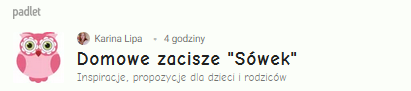 padlet
Karina Lipa • 4 godziny
Domowe zacisze "Sówek"
Inspiracje, propozycje dla dzieci i rodziców